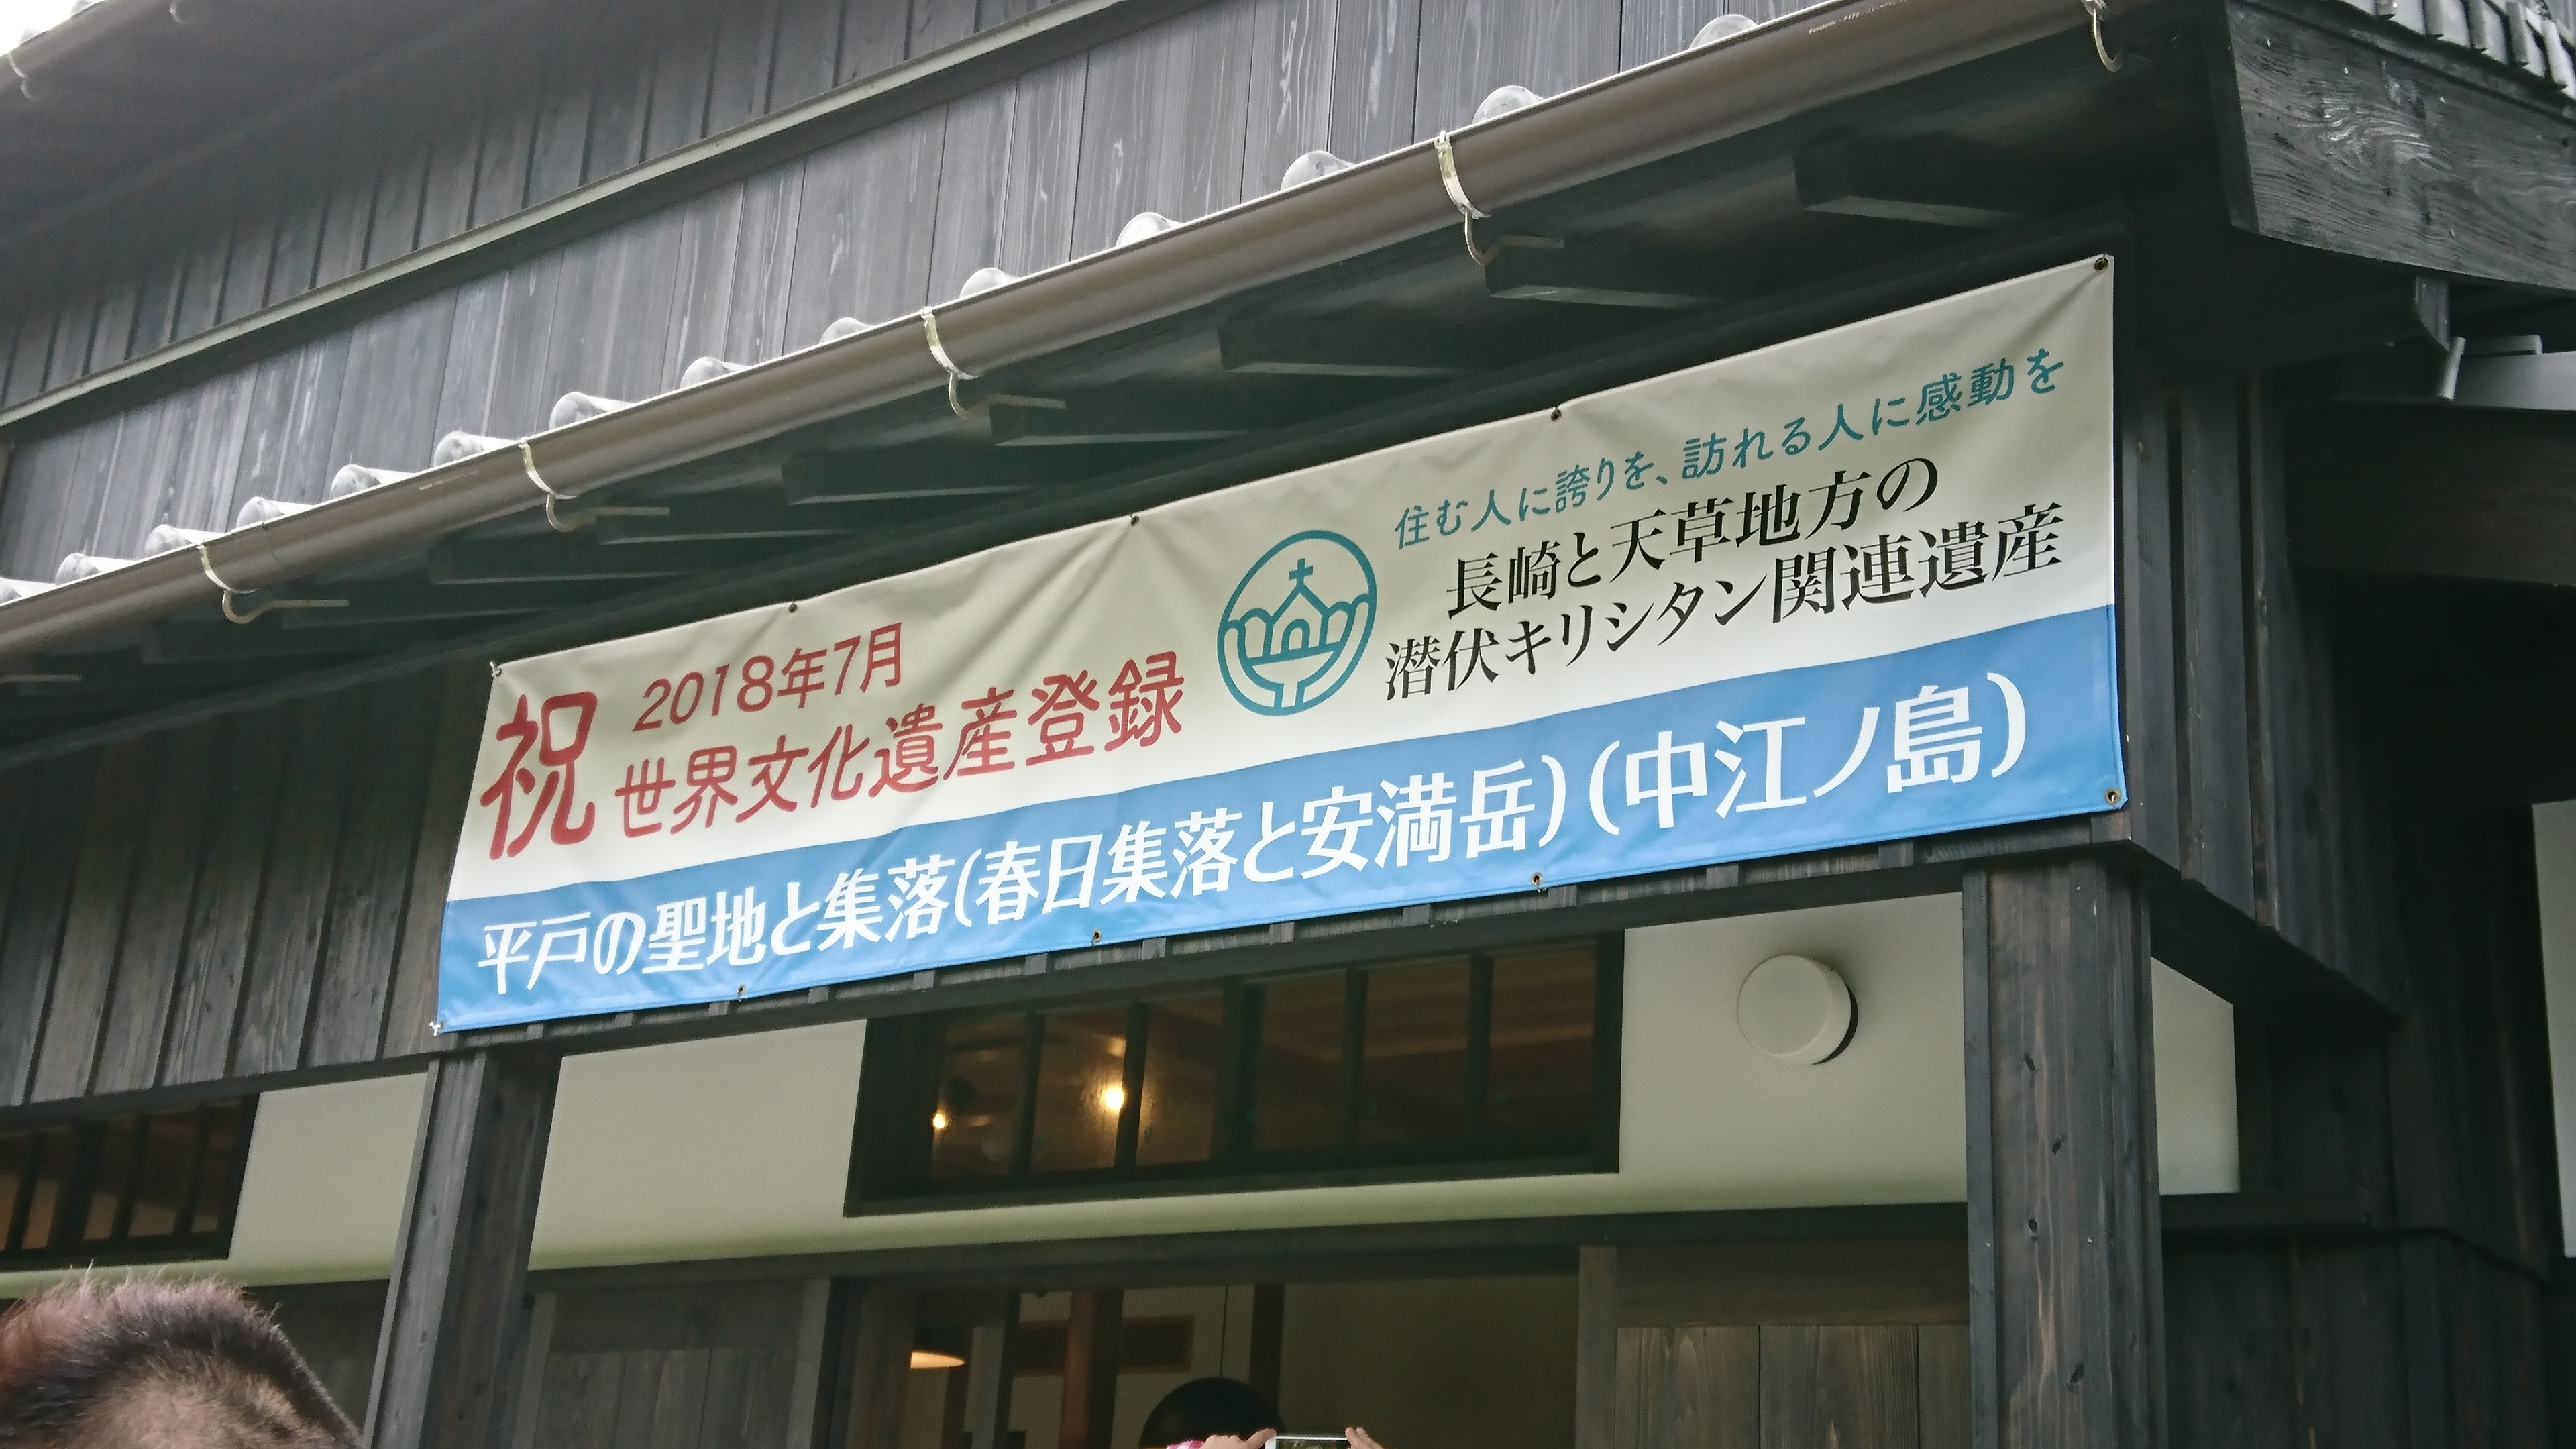 祝
2018年7月
世界文化遺産登録
住む人に誇りを、訪れる人に感動を
長崎と天草地方の
潜伏キリシタン関連遺産
平戸の聖地と集落(春日集落と安満岳)(中江ノ島)